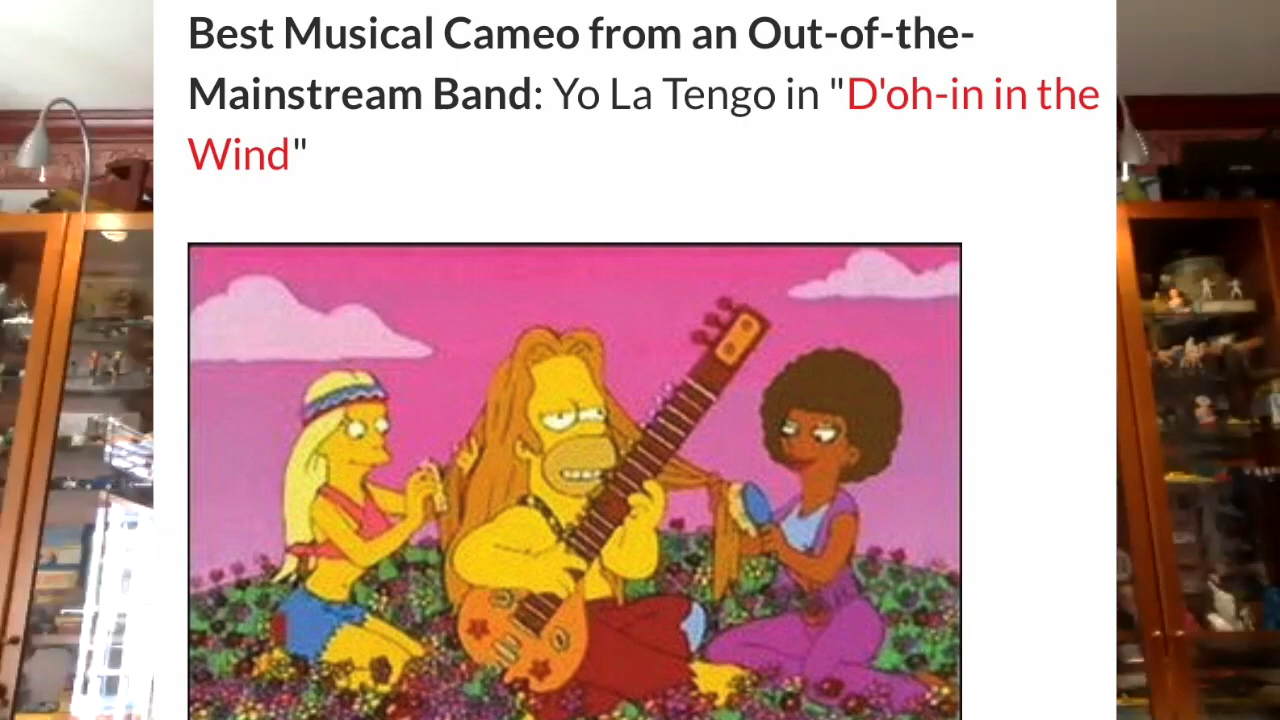 Best Musical Cameo from an Out-of-the-
Mainstream Band: Yo La Tengo in "D'oh-in in the
Wind"